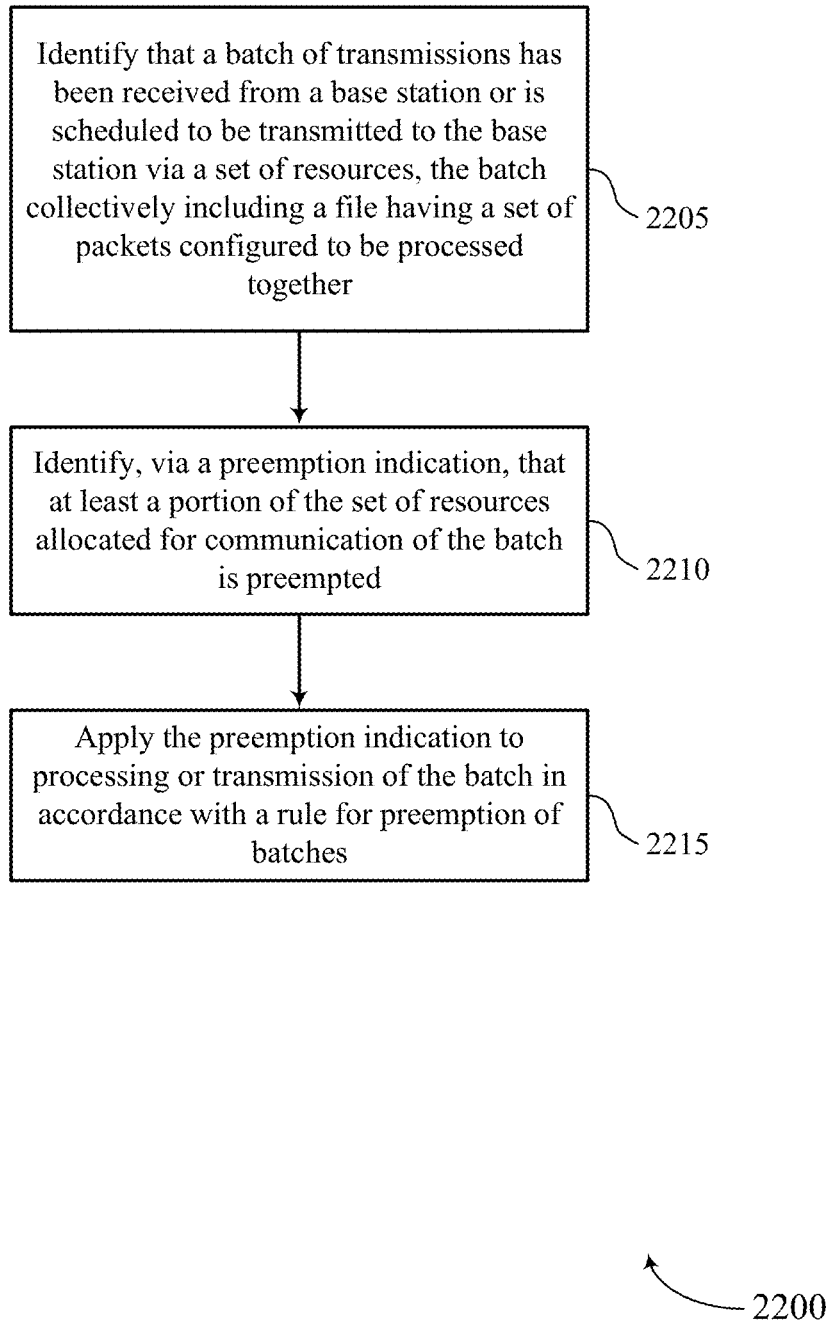 Identify that a batch of transmissions has
been received from a base station or is
scheduled to be transmitted to the base
station via a set of resources, the batch
collectively including a file having a set of
packets configured to be processed
together
2205
Identify, via a preemption indication, that
at least a portion of the set of resources
allocated for communication of the batch
is preempted
2210
Apply the preemption indication to
processing or transmission of the batch in
accordance with a rule for preemption of
batches
2215
2200